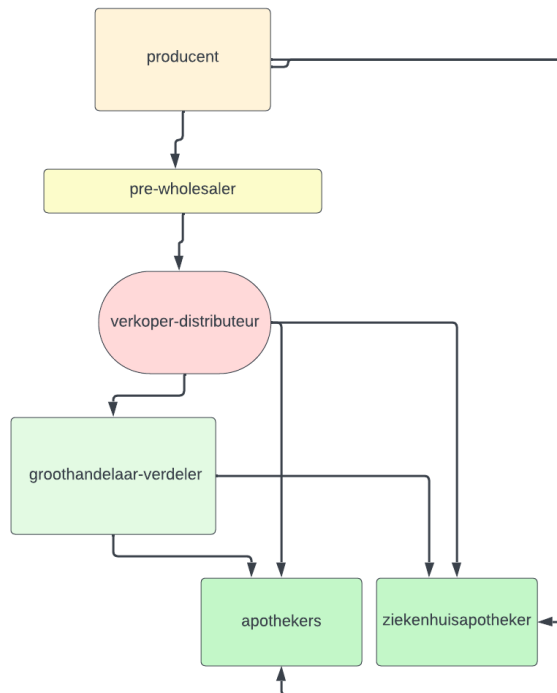 producent
pre-wholesaler
verkoper-distributeur
groothandelaar-verdeler
apothekers
ziekenhuisapotheker